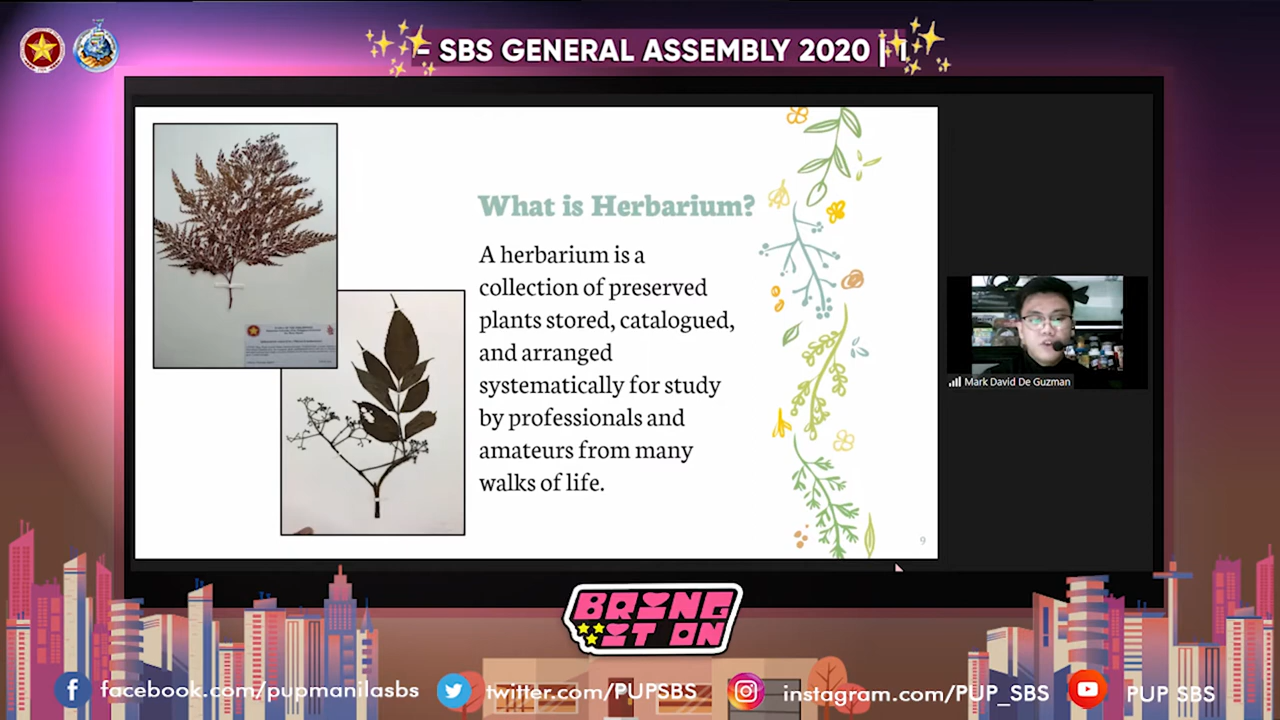 - SBS GENERAL ASSEMBLY 2020 |
What is Herbarium?
A herbarium is a
collection of preserved
plants stored, catalogued,
and arranged
systematically for study
by professionals and
amateurs from many
walks of life.
9
Mark David De Guzman
BRING
IT ON
facebook.com/pupmanilasbs
twitter.com/PUPSBS
instagram.com/PUP_SBS
PUP SBS